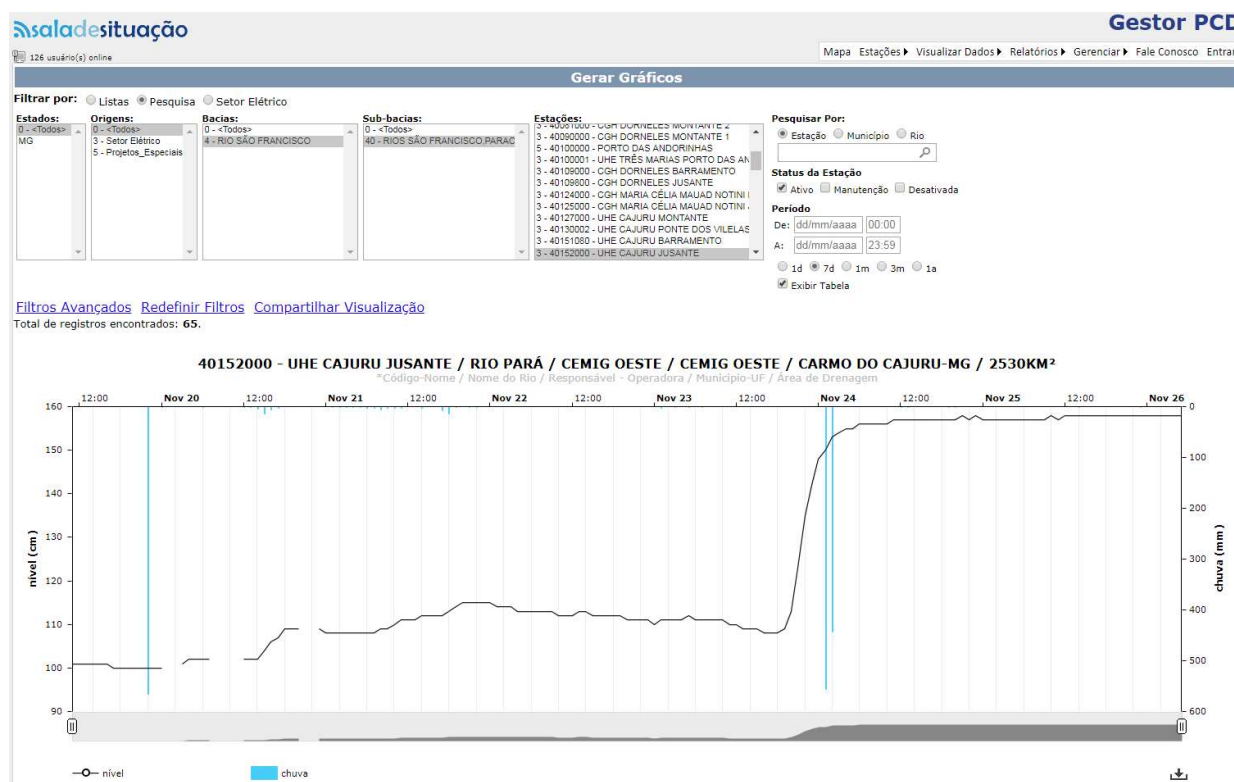 saladesituação
Gestor PCD
126 usuário(s) online
Mapa Estações Visualizar Dados Relatórios Gerenciar Fale Conosco Entrar
Gerar Gráficos
Filtrar por: Listas Pesquisa Setor Elétrico
Estados:
0 - <Todos>
MG
Origens:
0 - <Todos>
3 - Setor Elétrico
5 - Projetos_Especiais
Bacias:
0 - <Todos>
4 - RIO SÃO FRANCISCO
Sub-bacias:
0 - <Todos>
40 - RIOS SÃO FRANCISCO,PARAC
Estações:
3 - 40081000 - CGH DORNELES MONTANTE 2
3 - 40090000 - CGH DORNELES MONTANTE 1
5 - 40100000 - PORTO DAS ANDORINHAS
3 - 40100001 - UHE TRÊS MARIAS PORTO DAS AN
3 - 40109000 - CGH DORNELES BARRAMENTO
3 - 40109800 - CGH DORNELES JUSANTE
3 - 40124000 - CGH MARIA CÉLIA MAUAD NOTINI
3 - 40125000 - CGH MARIA CÉLIA MAUAD NOTINI
3 - 40127000 - UHE CAJURU MONTANTE
3 - 40130002 - UHE CAJURU PONTE DOS VILELAS
3 - 40151080 - UHE CAJURU BARRAMENTO
3 - 40152000 - UHE CAJURU JUSANTE
Pesquisar Por:
Estação Município Rio
Status da Estação
Ativo Manutenção Desativada
Período
De: dd/mm/aaaa 00:00
A: dd/mm/aaaa 23:59
1d 7d 1m 3m 1a
Exibir Tabela
Filtros Avançados Redefinir Filtros Compartilhar Visualização
Total de registros encontrados: 65.
40152000 - UHE CAJURU JUSANTE / RIO PARÁ / CEMIG OESTE / CEMIG OESTE / CARMO DO CAJURU-MG / 2530KM²
*Código-Nome / Nome do Rio / Responsável - Operadora / Município-UF / Área de Drenagem
12:00 Nov 20 12:00 Nov 21 12:00 Nov 22 12:00 Nov 23 12:00 Nov 24 12:00 Nov 25 12:00 Nov 26
160
150
140
130
120
110
100
90
nível (cm)
0
100
200
300
400
500
600
chuva (mm)
nível chuva